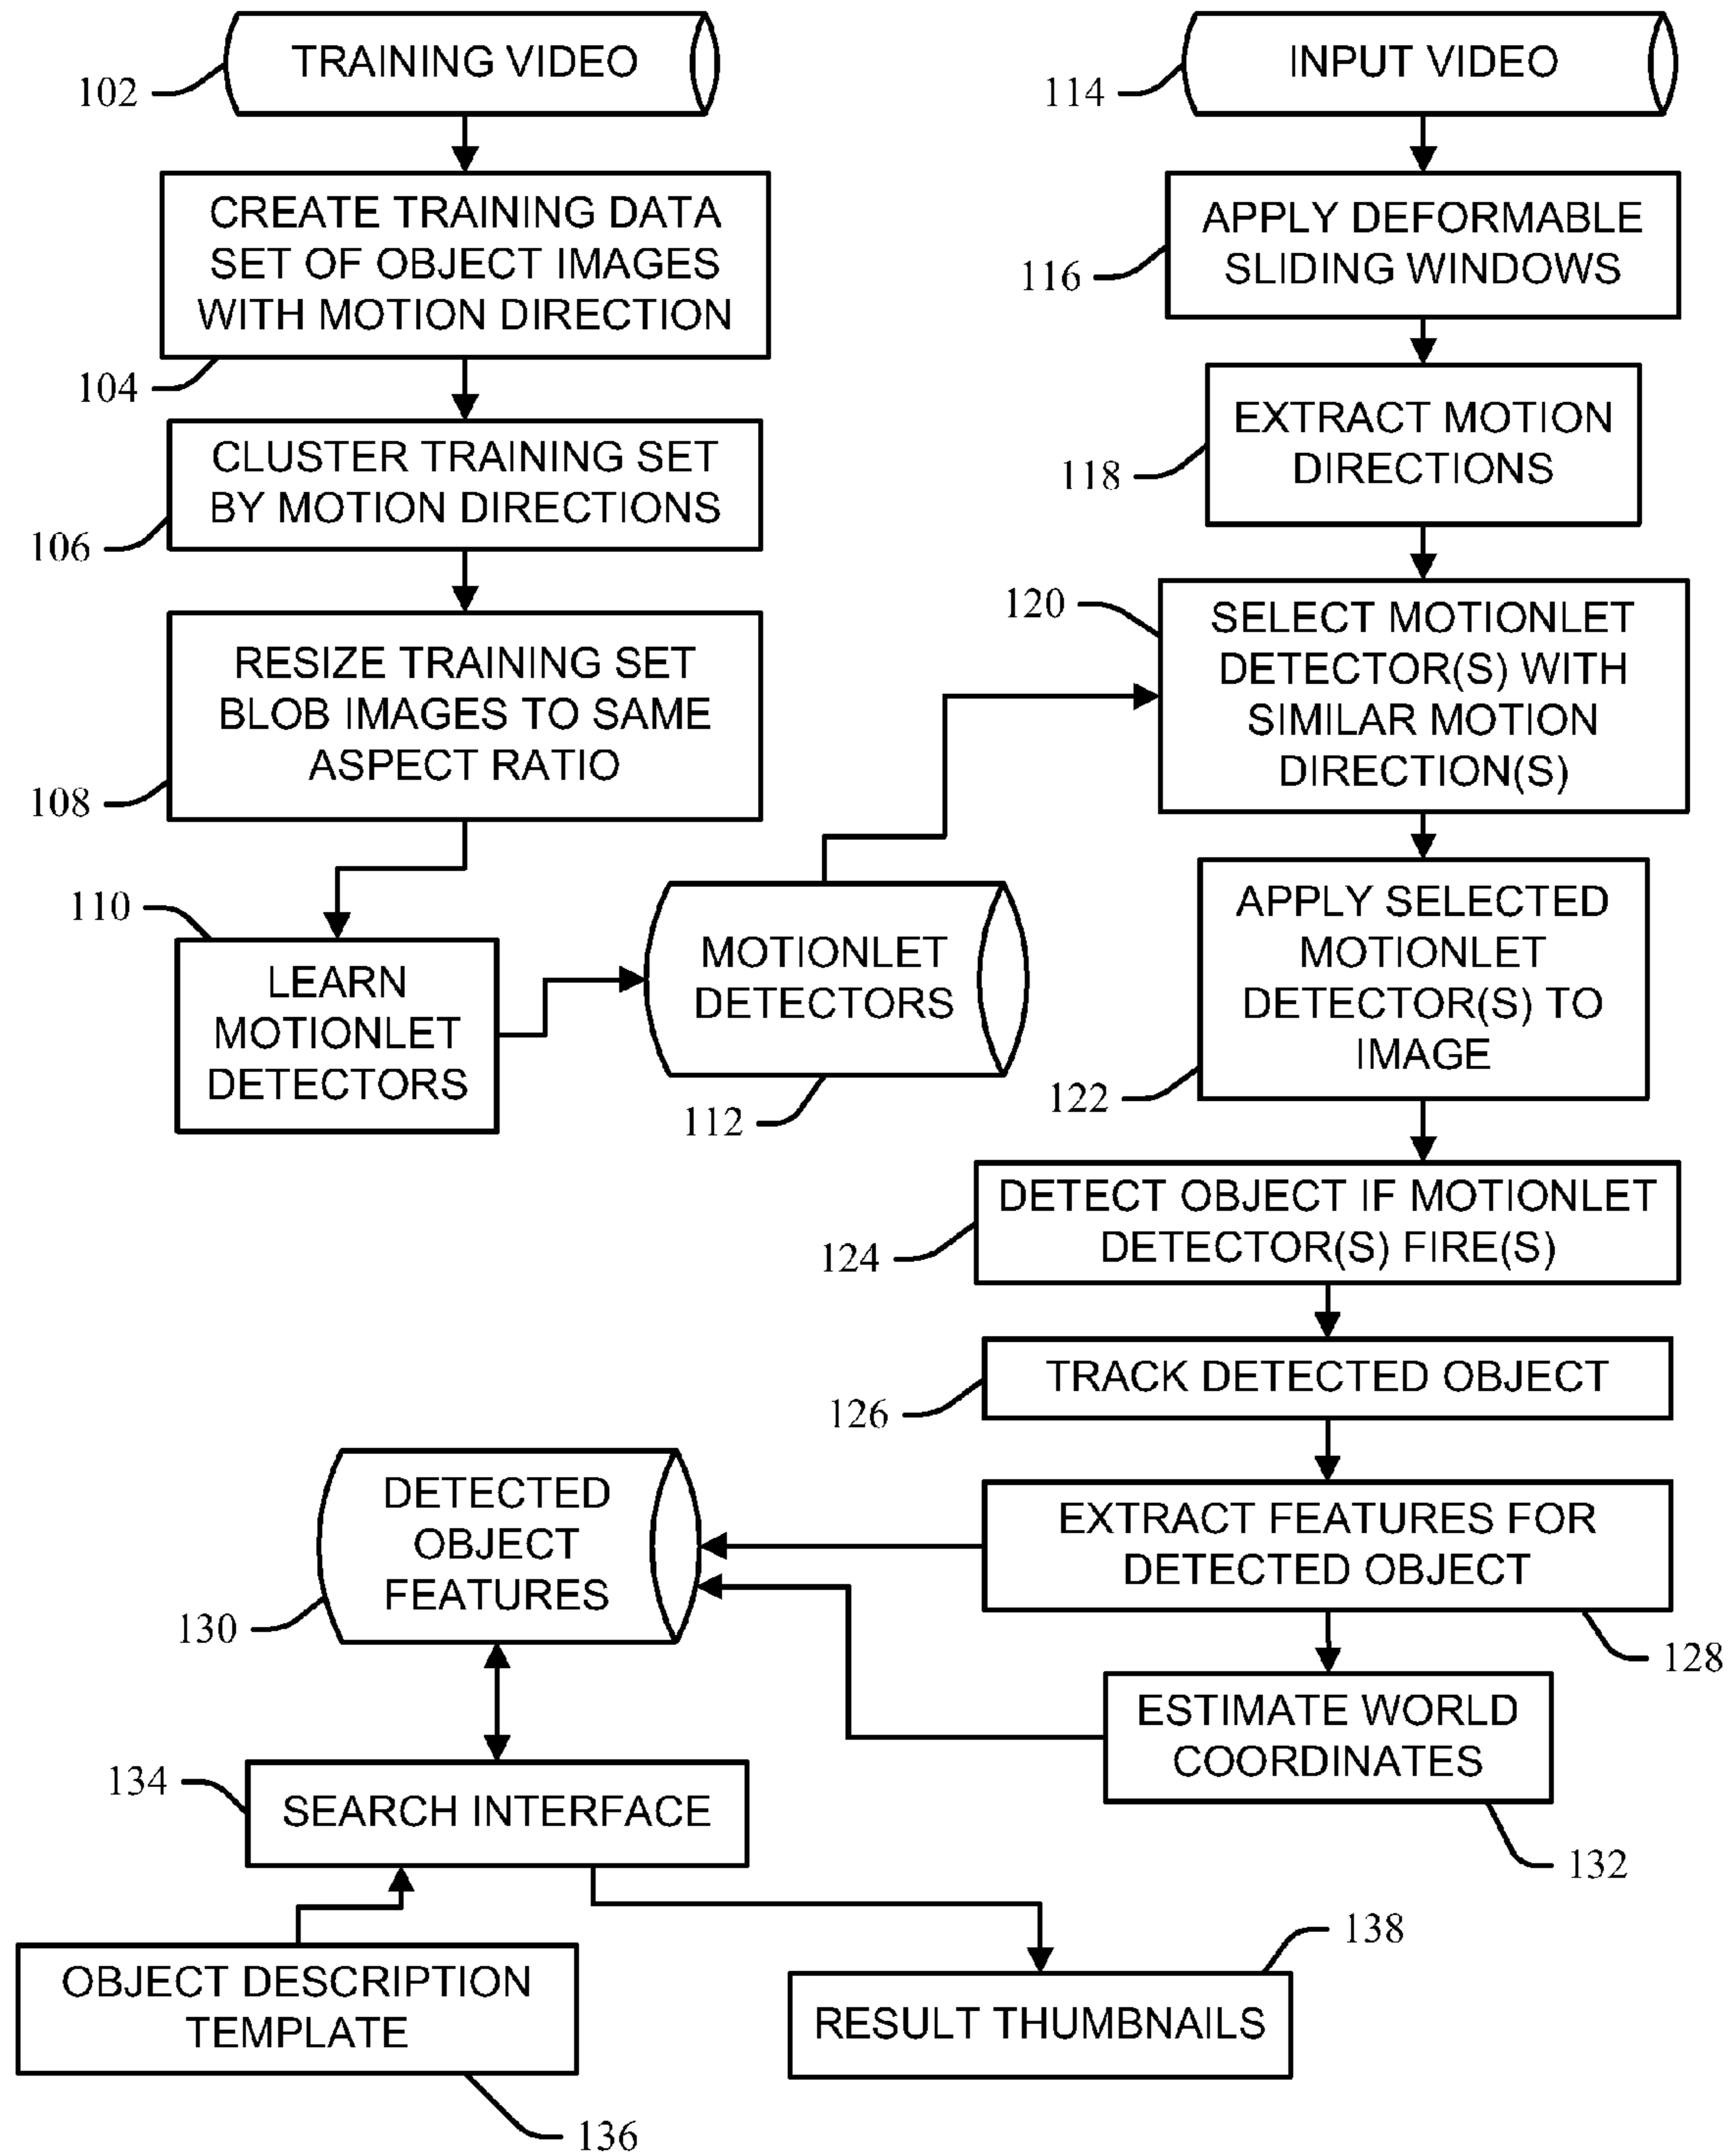 TRAINING VIDEO
102
CREATE TRAINING DATA
SET OF OBJECT IMAGES
WITH MOTION DIRECTION
104
CLUSTER TRAINING SET
BY MOTION DIRECTIONS
106
RESIZE TRAINING SET
BLOB IMAGES TO SAME
ASPECT RATIO
108
110
LEARN
MOTIONLET
DETECTORS
MOTIONLET
DETECTORS
112
INPUT VIDEO
114
APPLY DEFORMABLE
SLIDING WINDOWS
116
EXTRACT MOTION
DIRECTIONS
118
120
SELECT MOTIONLET
DETECTOR(S) WITH
SIMILAR MOTION
DIRECTION(S)
APPLY SELECTED
MOTIONLET
DETECTOR(S) TO
IMAGE
122
DETECT OBJECT IF MOTIONLET
DETECTOR(S) FIRE(S)
124
TRACK DETECTED OBJECT
126
EXTRACT FEATURES FOR
DETECTED OBJECT
128
DETECTED
OBJECT
FEATURES
130
ESTIMATE WORLD
COORDINATES
132
134
SEARCH INTERFACE
OBJECT DESCRIPTION
TEMPLATE
136
138
RESULT THUMBNAILS